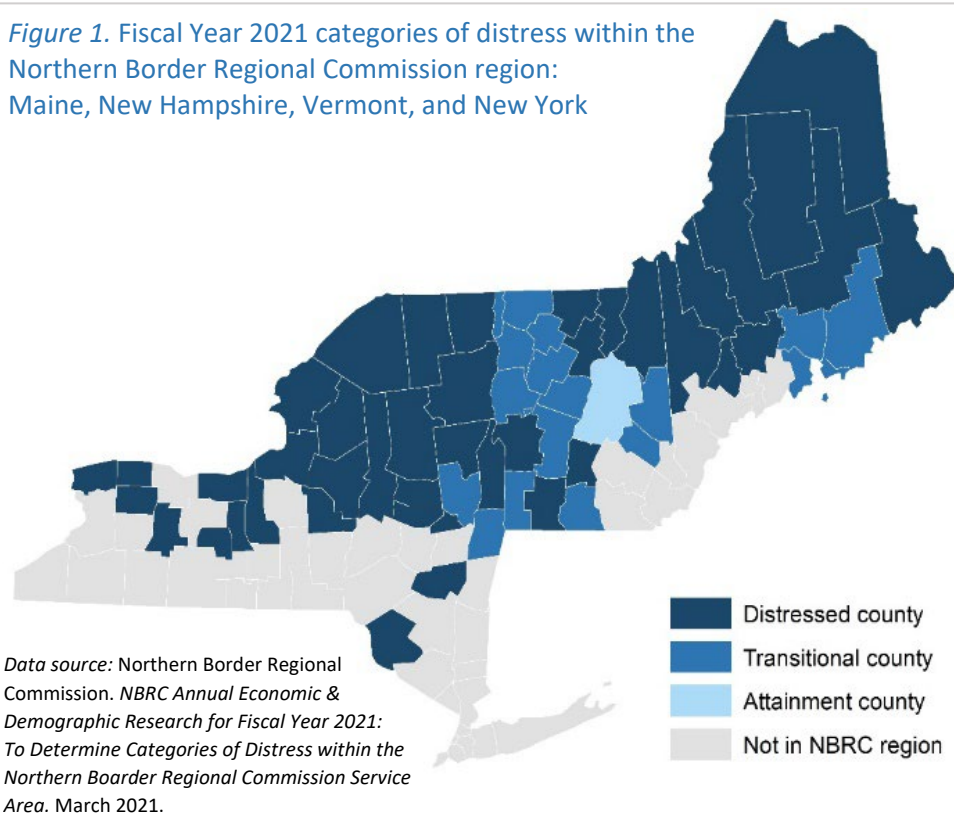 Figure 1. Fiscal Year 2021 categories of distress within the
Northern Border Regional Commission region:
Maine, New Hampshire, Vermont, and New York
Distressed county
Transitional county
Attainment county
Not in NBRC region
Data source: Northern Border Regional
Commission. NBRC Annual Economic &
Demographic Research for Fiscal Year 2021:
To Determine Categories of Distress within the
Northern Boarder Regional Commission Service
Area. March 2021.